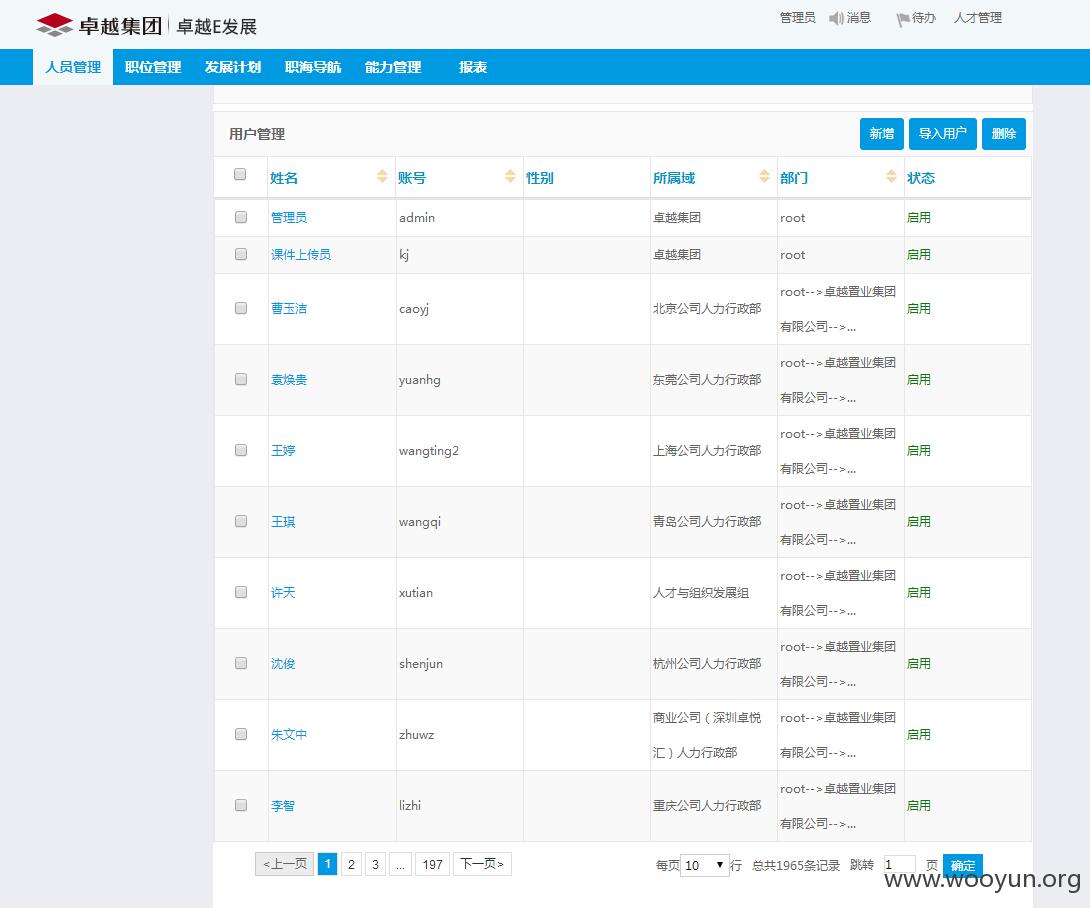 卓越集团 卓越E发展
管理员 消息 待办 人才管理
人员管理 职位管理 发展计划 职海导航 能力管理 报表
用户管理 新增 导入用户 删除
姓名 账号 性别 所属域 部门 状态
管理员 admin 卓越集团 root 启用
课件上传员 kj 卓越集团 root 启用
曹玉洁 caoyj 北京公司人力行政部 root-->卓越置业集团 启用
有限公司-->...
袁焕贵 yuanhg 东莞公司人力行政部 root-->卓越置业集团 启用
有限公司-->...
王婷 wangting2 上海公司人力行政部 root-->卓越置业集团 启用
有限公司-->...
王琪 wangqi 青岛公司人力行政部 root-->卓越置业集团 启用
有限公司-->...
许天 xutian 人才与组织发展组 root-->卓越置业集团 启用
有限公司-->...
沈俊 shenjun 杭州公司人力行政部 root-->卓越置业集团 启用
有限公司-->...
朱文中 zhuwz 商业公司（深圳卓悦 root-->卓越置业集团 启用
汇）人力行政部 有限公司-->...
李智 lizhi 重庆公司人力行政部 root-->卓越置业集团 启用
有限公司-->...
<上一页 1 2 3 ... 197 下一页> 每页 10 行 总共1965条记录 跳转 1 页 确定
www.wooyun.org